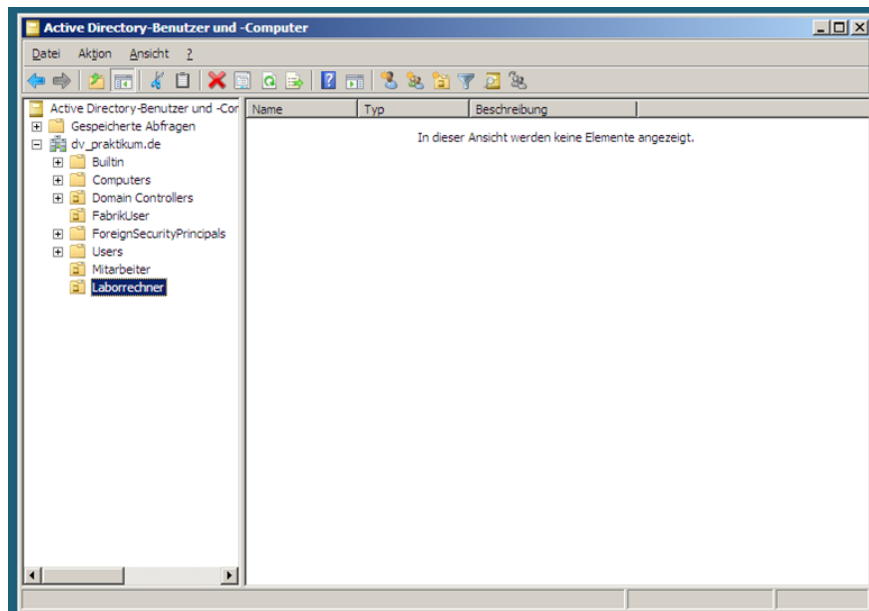 Active Directory-Benutzer und -Computer
Datei Aktion Ansicht ?
Active Directory-Benutzer und -Cor
Name Typ Beschreibung
Gespeicherte Abfragen
In dieser Ansicht werden keine Elemente angezeigt.
dv_praktikum.de
Builtin
Computers
Domain Controllers
FabrikUser
ForeignSecurityPrincipals
Users
Mitarbeiter
Laborrechner